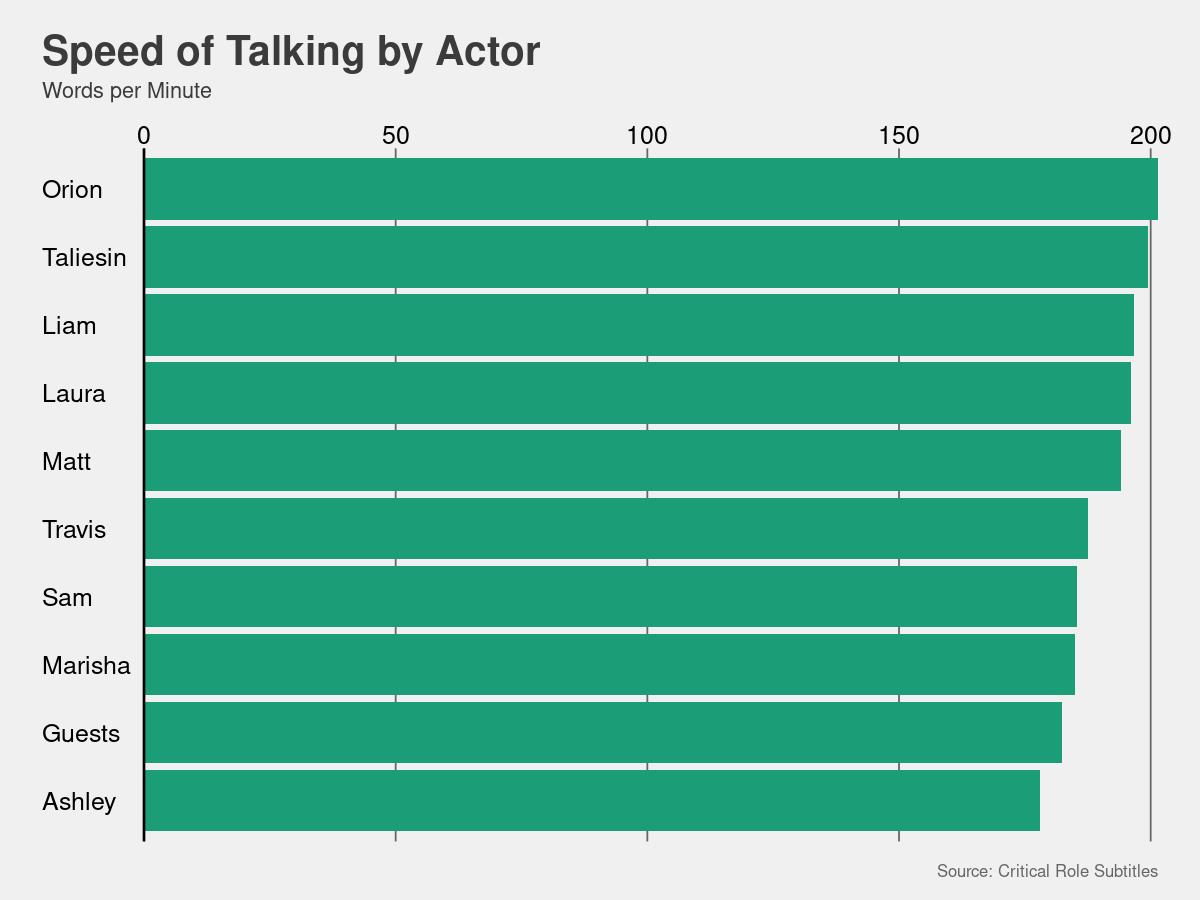 Speed of Talking by Actor
Words per Minute
0 50 100 150 200
Orion
Taliesin
Liam
Laura
Matt
Travis
Sam
Marisha
Guests
Ashley
Source: Critical Role Subtitles